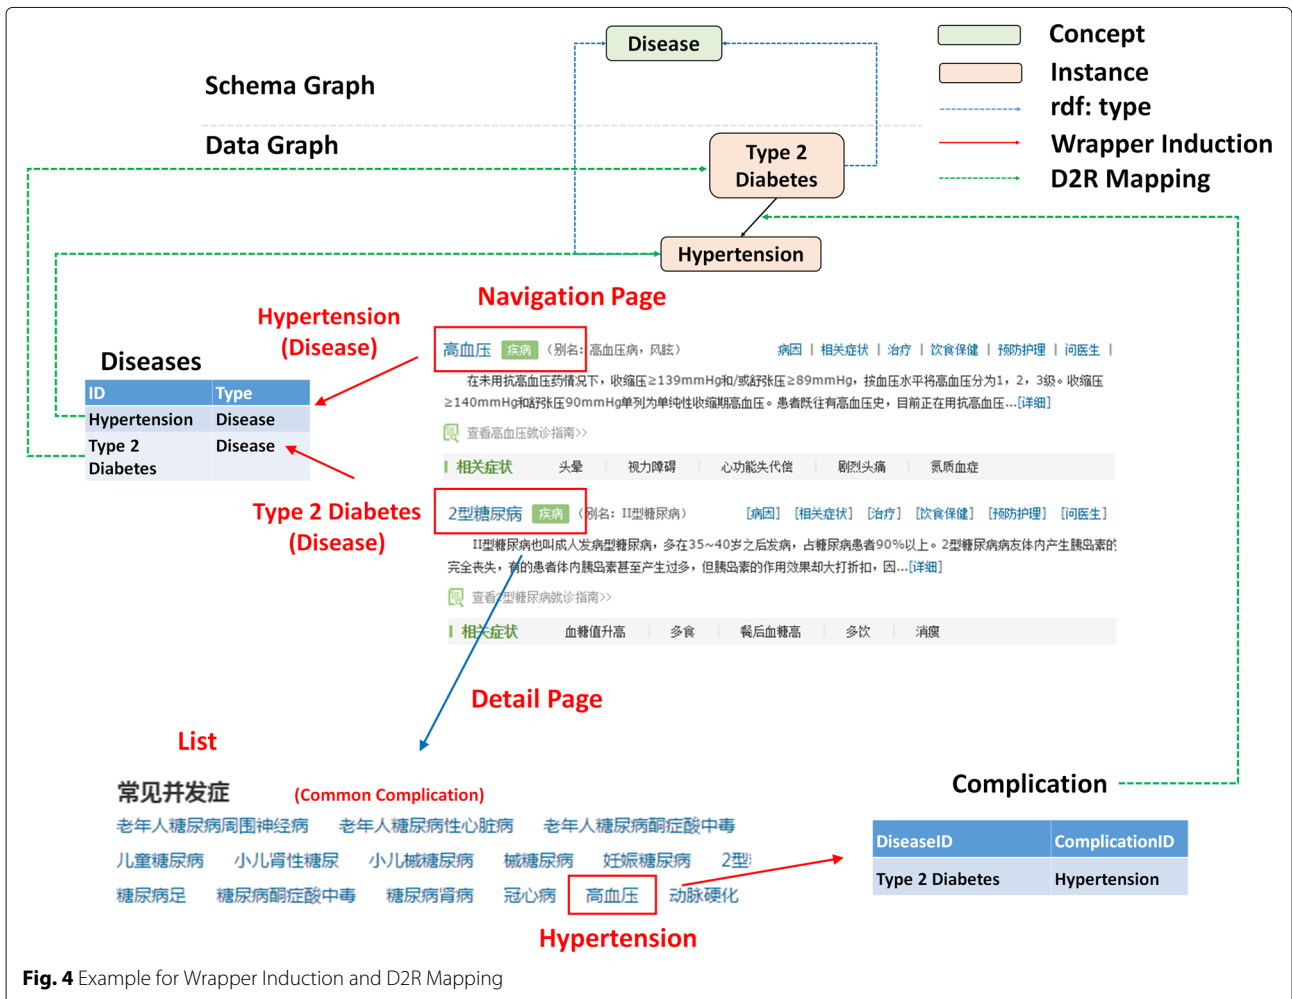 Disease
Concept
Instance
rdf: type
Wrapper Induction
D2R Mapping
Schema Graph
Data Graph
Type 2
Diabetes
Hypertension
Navigation Page
Hypertension
(Disease)
Diseases
ID Type
Hypertension Disease
Type 2 Disease
Diabetes
Type 2 Diabetes
(Disease)
高血压 疾病 （别名：高血压病，风眩） 病因 | 相关症状 | 治疗 | 饮食保健 | 预防护理 | 问医生 |
在未用抗高血压药情况下，收缩压≥139mmHg和/或舒张压≥89mmHg，按血压水平将高血压分为1，2，3级。收缩压
≥140mmHg和舒张压90mmHg单列为单纯性收缩期高血压。患者既往有高血压史，目前正在用抗高血压...[详细]
查看高血压就诊指南>>
相关症状 头晕 视力障碍 心功能失代偿 剧烈头痛 氮质血症
2型糖尿病 疾病 （别名：II型糖尿病） [病因] [相关症状] [治疗] [饮食保健] [预防护理] [问医生]
II型糖尿病也叫成人发病型糖尿病，多在35~40岁之后发病，占糖尿病患者90%以上。2型糖尿病病友体内产生胰岛素的
完全丧失，有的患者体内胰岛素甚至产生过多，但胰岛素的作用效果却大打折扣，因...[详细]
查看2型糖尿病就诊指南>>
相关症状 血糖值升高 多食 餐后血糖高 多饮 消瘦
Detail Page
List
常见并发症 (Common Complication)
老年人糖尿病周围神经病 老年人糖尿病性心脏病 老年人糖尿病酮症酸中毒
儿童糖尿病 小儿肾性糖尿 小儿械糖尿病 械糖尿病 妊娠糖尿病 2型
糖尿病足 糖尿病酮症酸中毒 糖尿病肾病 冠心病 高血压 动脉硬化
Hypertension
Complication
DiseaseID ComplicationID
Type 2 Diabetes Hypertension
Fig. 4 Example for Wrapper Induction and D2R Mapping